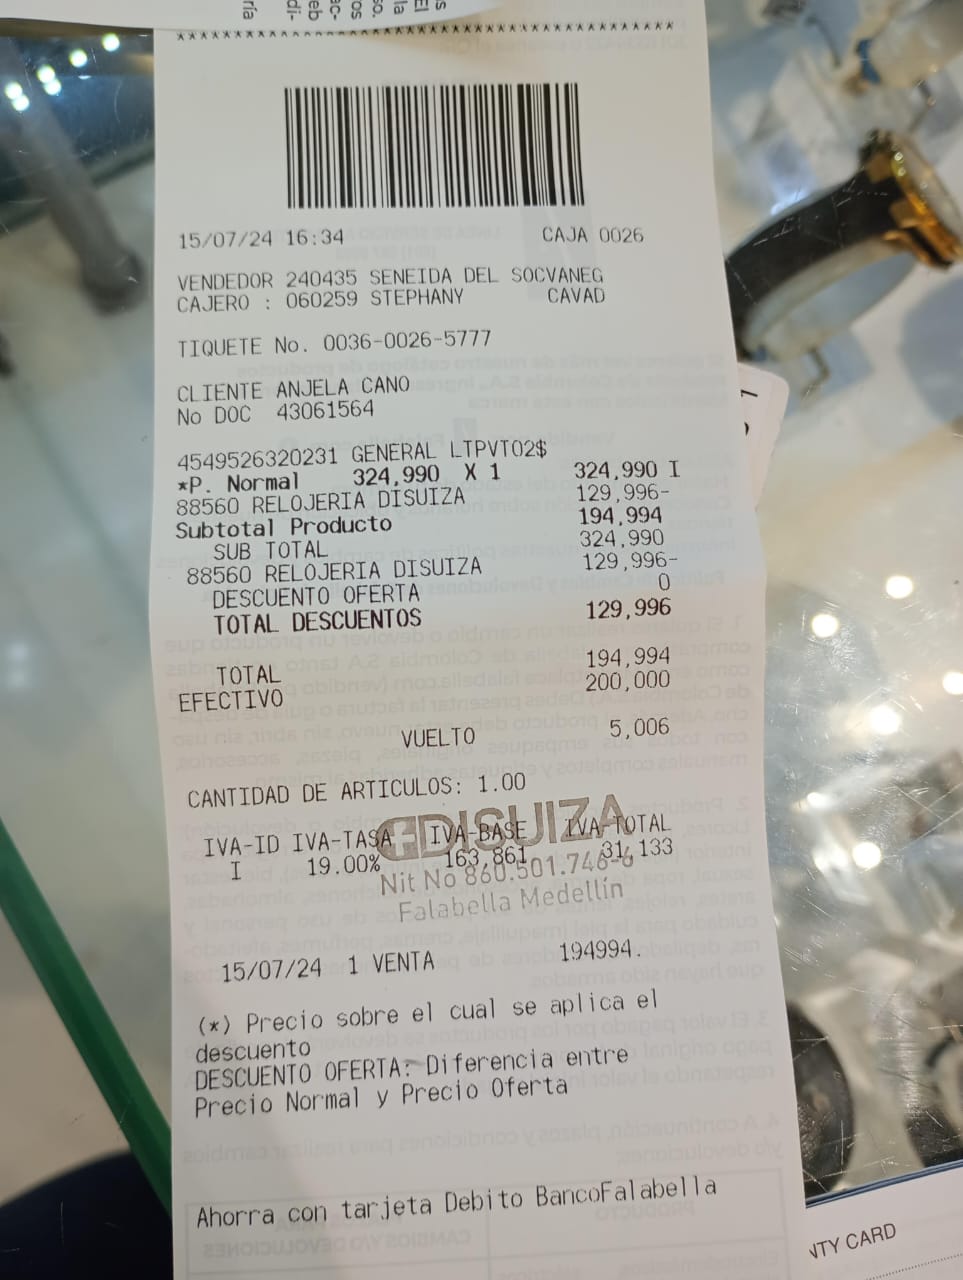 15/07/24 16:34 CAJA 0026
VENDEDOR 240435 SENEIDA DEL SOCVANEG
CAJERO : 060259 STEPHANY CAVAD
TIQUETE No. 0036-0026-5777
CLIENTE ANJELA CANO
No DOC 43061564
4549526320231 GENERAL LTPVT02$
*P. Normal 324,990 X 1 324,990 I
88560 RELOJERIA DISUIZA 129,996-
Subtotal Producto 194,994
SUB TOTAL 324,990
88560 RELOJERIA DISUIZA 129,996-
DESCUENTO OFERTA 0
TOTAL DESCUENTOS 129,996
TOTAL 194,994
EFECTIVO 200,000
VUELTO 5,006
CANTIDAD DE ARTICULOS: 1.00
DISUIZA
IVA-ID IVA-TASA IVA-BASE IVA-TOTAL
I 19.00% 163,861 31,133
Nit No 860.501.746-6
Falabella Medellín
15/07/24 1 VENTA 194994.
(*) Precio sobre el cual se aplica el
descuento
DESCUENTO OFERTA: Diferencia entre
Precio Normal y Precio Oferta
Ahorra con tarjeta Debito BancoFalabella
NTY CARD